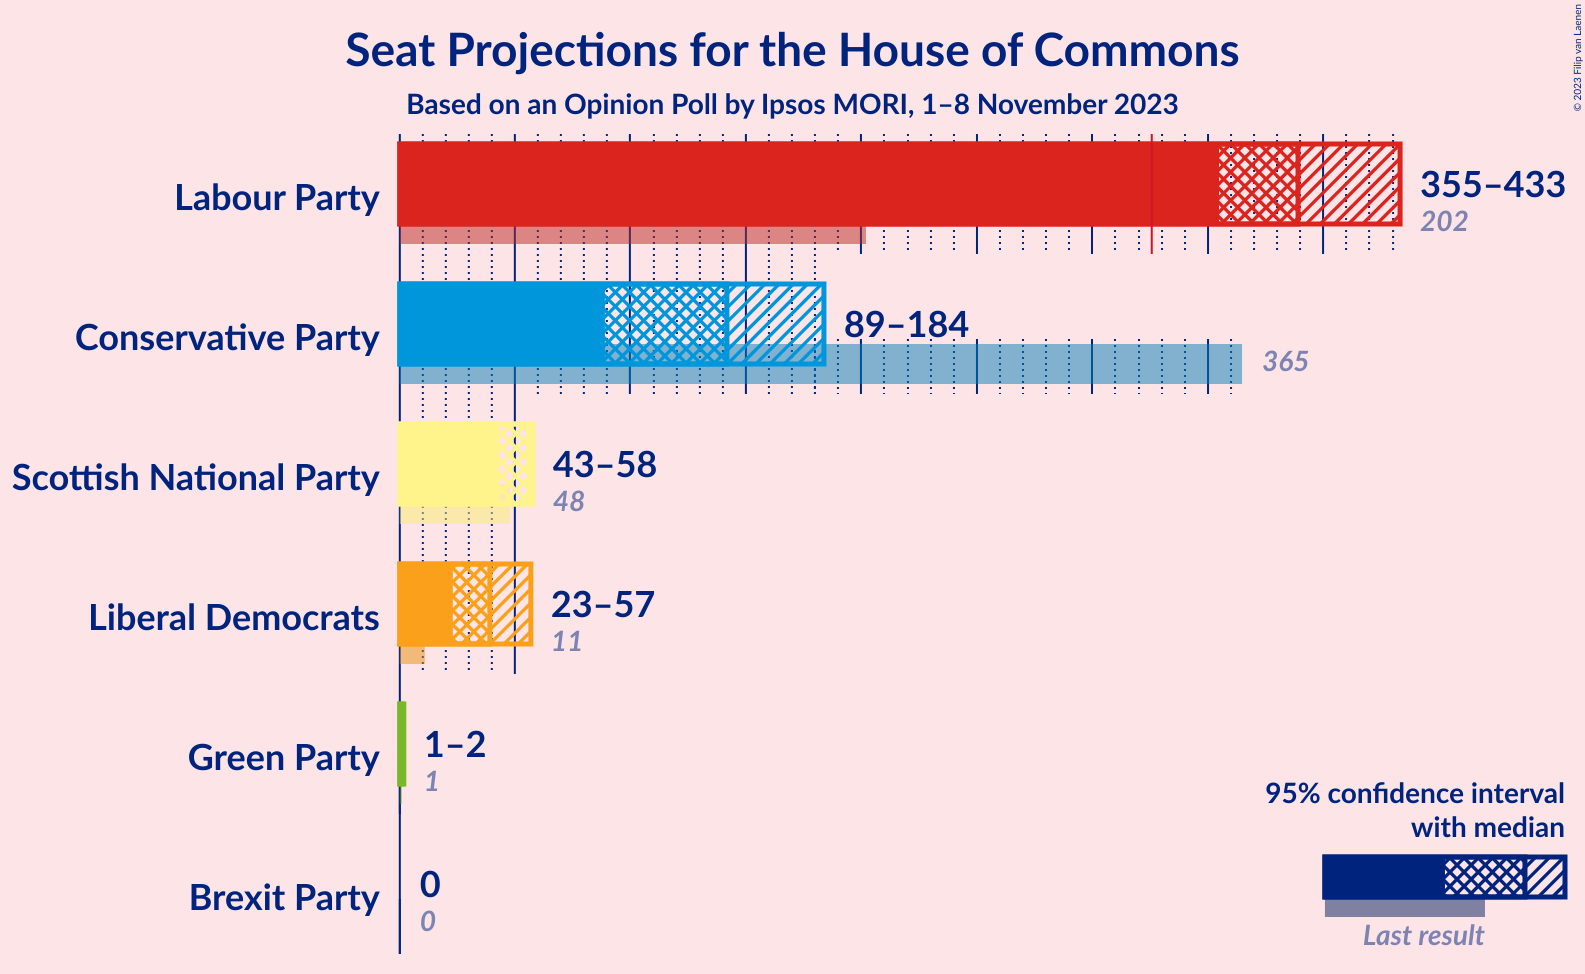 Seat Projections for the House of Commons
Based on an Opinion Poll by Ipsos MORI, 1–8 November 2023
© 2023 Filip van Laenen
Labour Party
355–433
202
Conservative Party
89–184
365
Scottish National Party
43–58
48
Liberal Democrats
23–57
11
Green Party
1–2
1
Brexit Party
0
0
95% confidence interval
with median
Last result